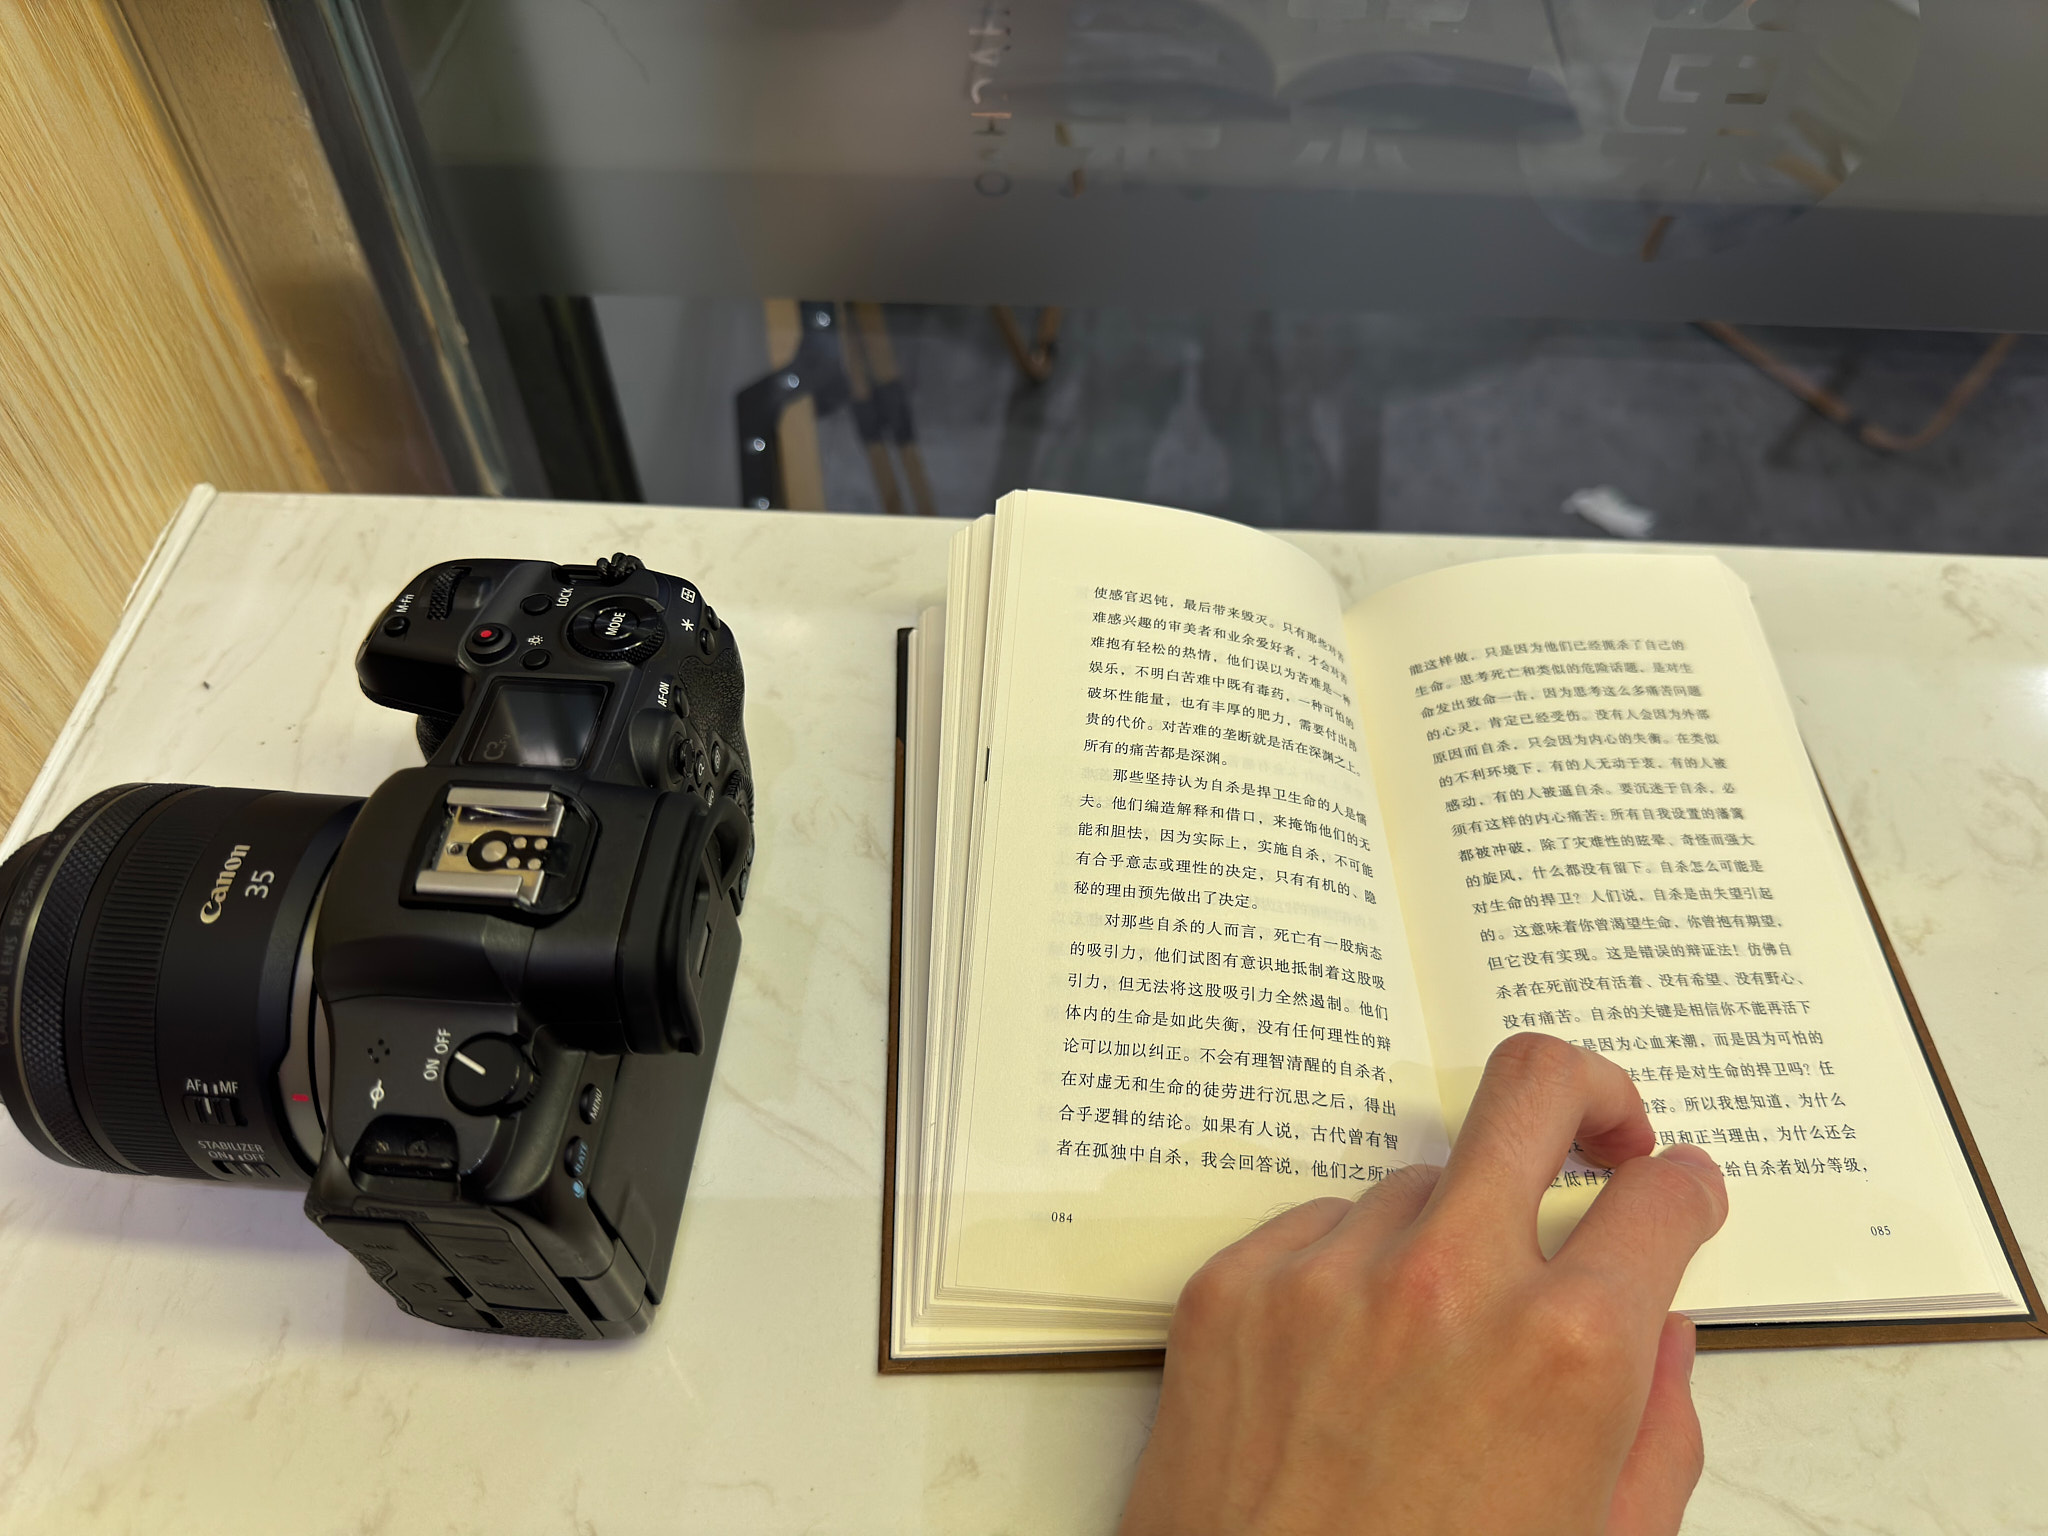 M-Fn
LOCK
MODE
AF-ON
Canon
35
CANON LENS RF35mm F1.8 MACRO
ON OFF
AF MF
STABILIZER
ON OFF
MENU
RATE
使感官迟钝，最后带来毁灭。只有那些对苦
难感兴趣的审美者和业余爱好者，才会对苦
难抱有轻松的热情，他们误以为苦难是一种
娱乐，不明白苦难中既有毒药，一种可怕的
破坏性能量，也有丰厚的肥力，需要付出昂
贵的代价。对苦难的垄断就是活在深渊之上。
所有的痛苦都是深渊。
那些坚持认为自杀是捍卫生命的人是懦
夫。他们编造解释和借口，来掩饰他们的无
能和胆怯，因为实际上，实施自杀，不可能
有合乎意志或理性的决定，只有有机的、隐
秘的理由预先做出了决定。
对那些自杀的人而言，死亡有一股病态
的吸引力，他们试图有意识地抵制着这股吸
引力，但无法将这股吸引力全然遏制。他们
体内的生命是如此失衡，没有任何理性的辩
论可以加以纠正。不会有理智清醒的自杀者，
在对虚无和生命的徒劳进行沉思之后，得出
合乎逻辑的结论。如果有人说，古代曾有智
者在孤独中自杀，我会回答说，他们之所以
084
能这样做，只是因为他们已经扼杀了自己的
生命。思考死亡和类似的危险话题，是对生
命发出致命一击，因为思考这么多痛苦问题
的心灵，肯定已经受伤。没有人会因为外部
原因而自杀，只会因为内心的失衡。在类似
的不利环境下，有的人无动于衷，有的人被
感动，有的人被逼自杀。要沉迷于自杀，必
须有这样的内心痛苦：所有自我设置的藩篱
都被冲破，除了灾难性的眩晕、奇怪而强大
的旋风，什么都没有留下。自杀怎么可能是
对生命的捍卫？人们说，自杀是由失望引起
的。这意味着你曾渴望生命，你曾抱有期望，
但它没有实现。这是错误的辩证法！仿佛自
杀者在死前没有活着、没有希望、没有野心、
没有痛苦。自杀的关键是相信你不能再活下
是因为心血来潮，而是因为可怕的
法生存是对生命的捍卫吗？任
容。所以我想知道，为什么
因和正当理由，为什么还会
贬低自杀 给自杀者划分等级，
085